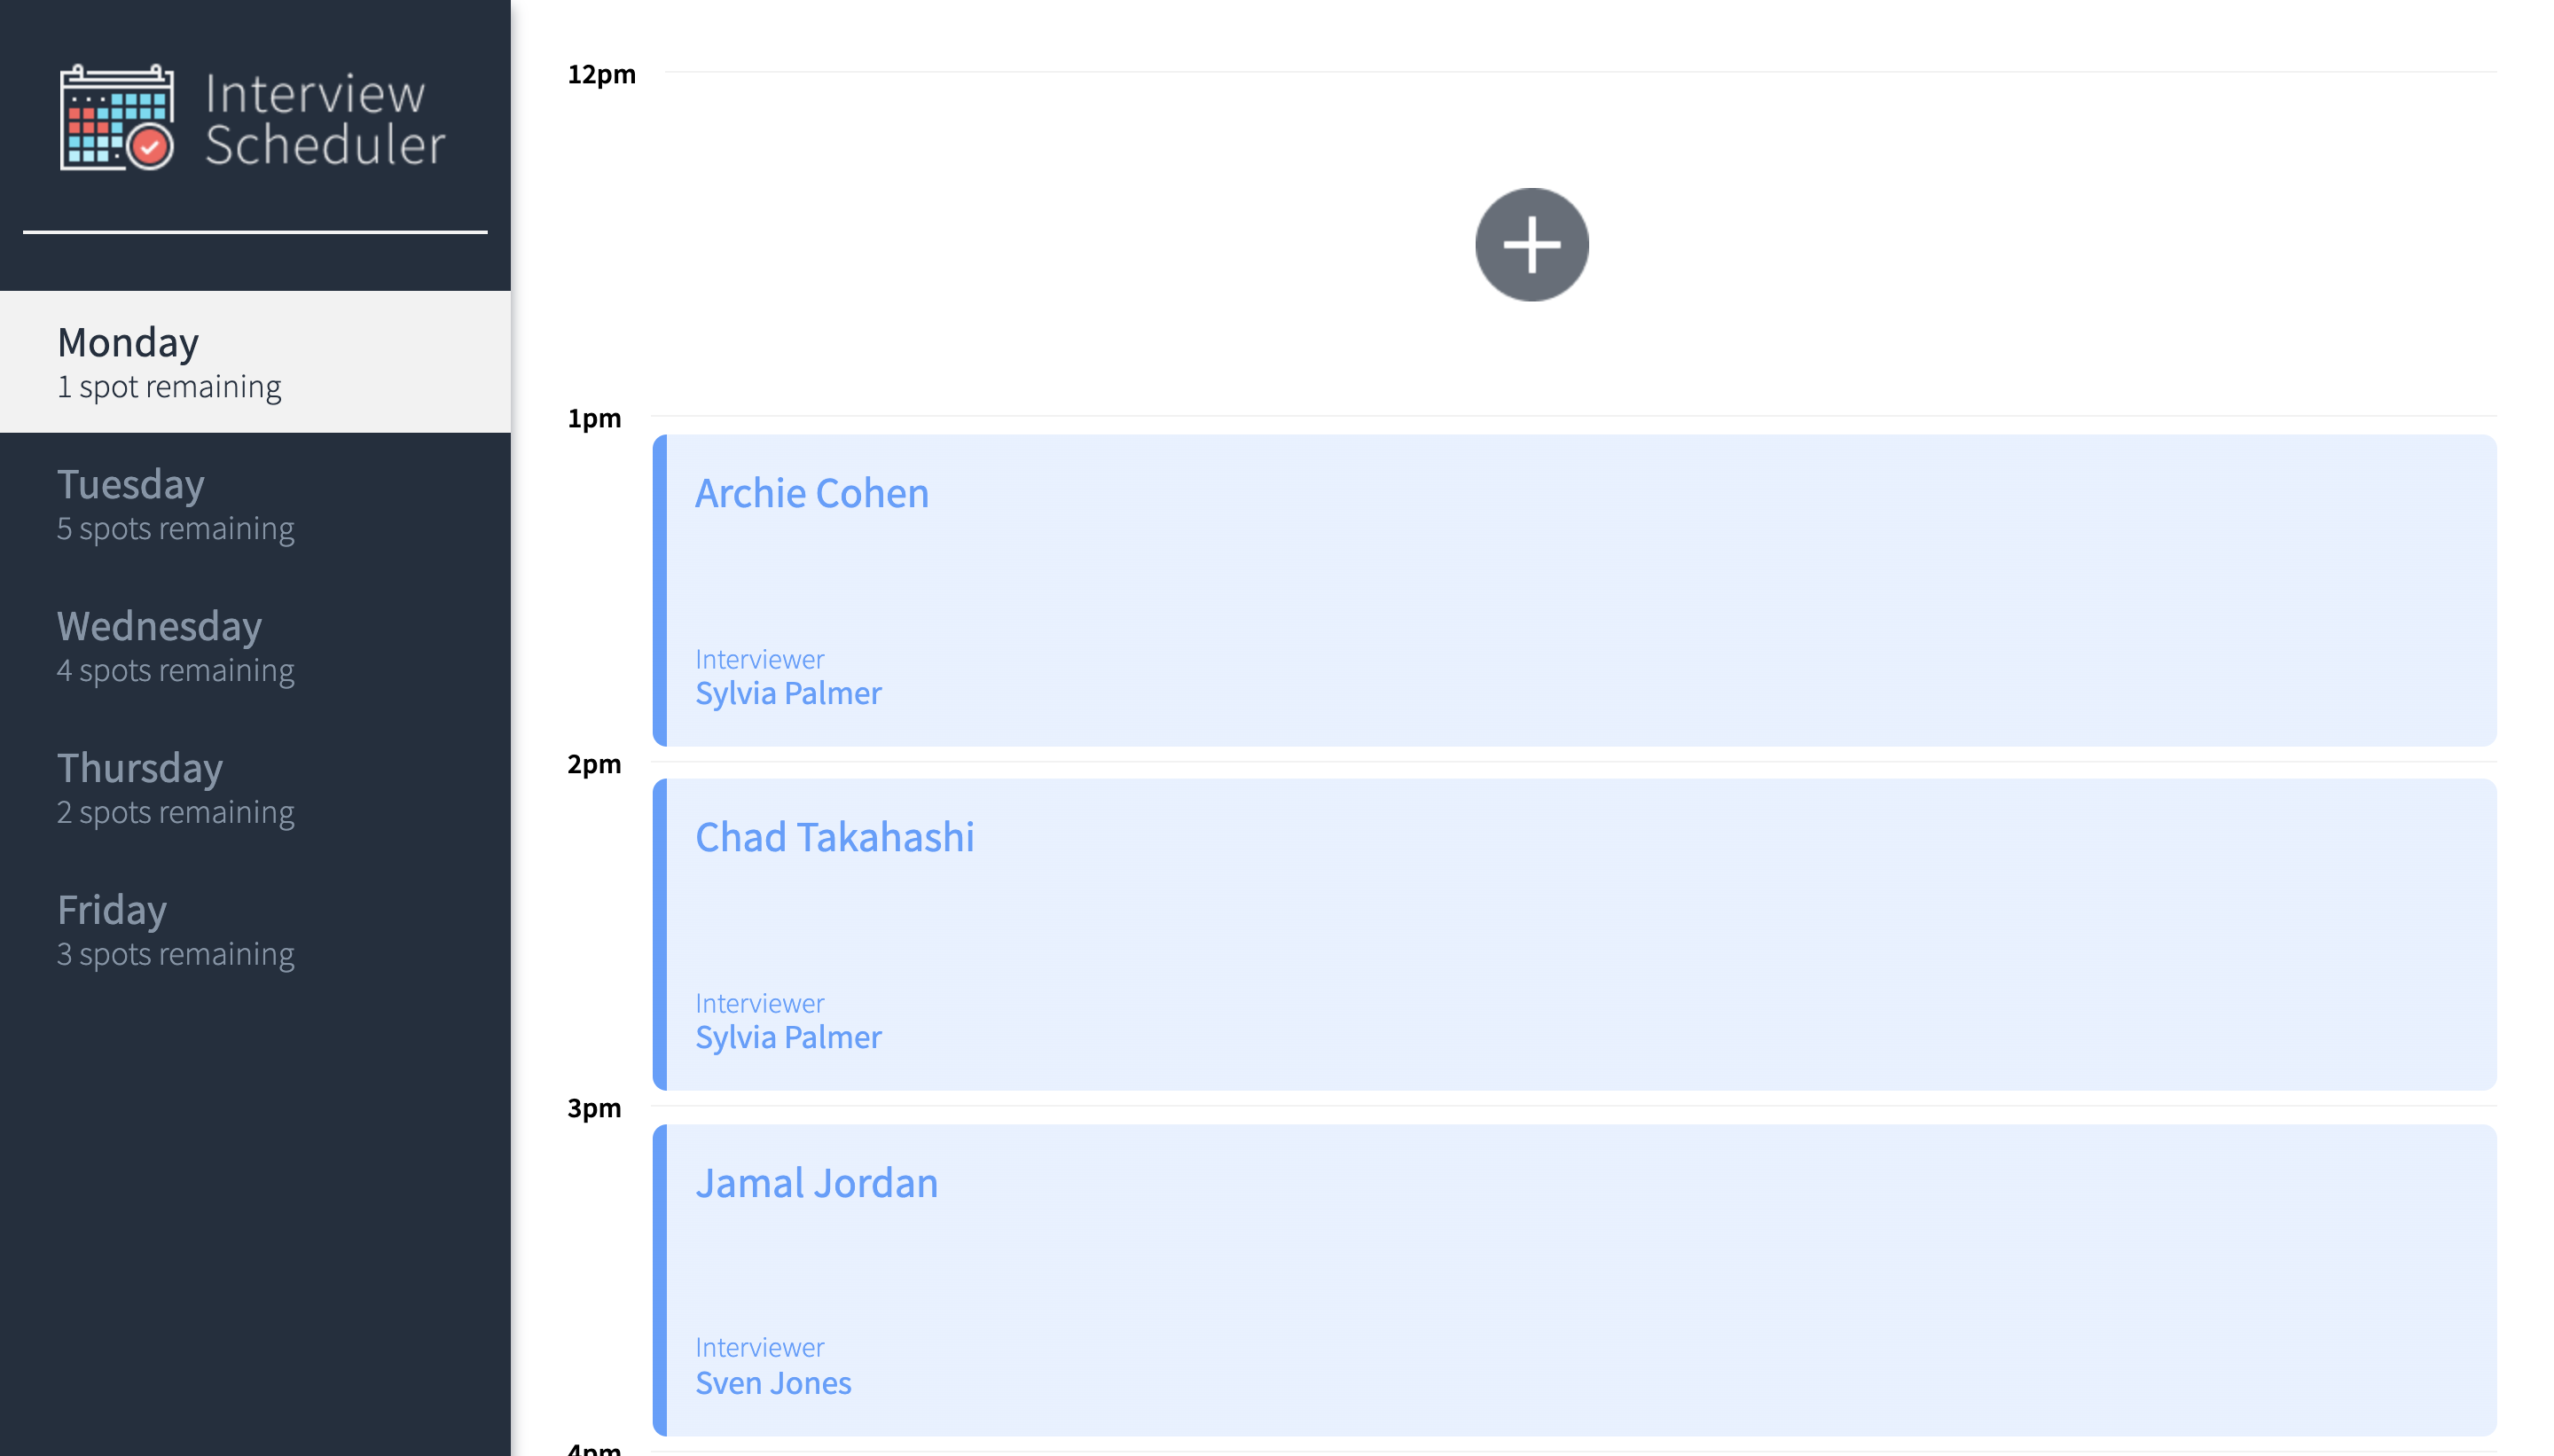 Interview
Scheduler
Monday
1 spot remaining
Tuesday
5 spots remaining
Wednesday
4 spots remaining
Thursday
2 spots remaining
Friday
3 spots remaining
12pm
1pm
Archie Cohen
Interviewer
Sylvia Palmer
2pm
Chad Takahashi
Interviewer
Sylvia Palmer
3pm
Jamal Jordan
Interviewer
Sven Jones
4pm